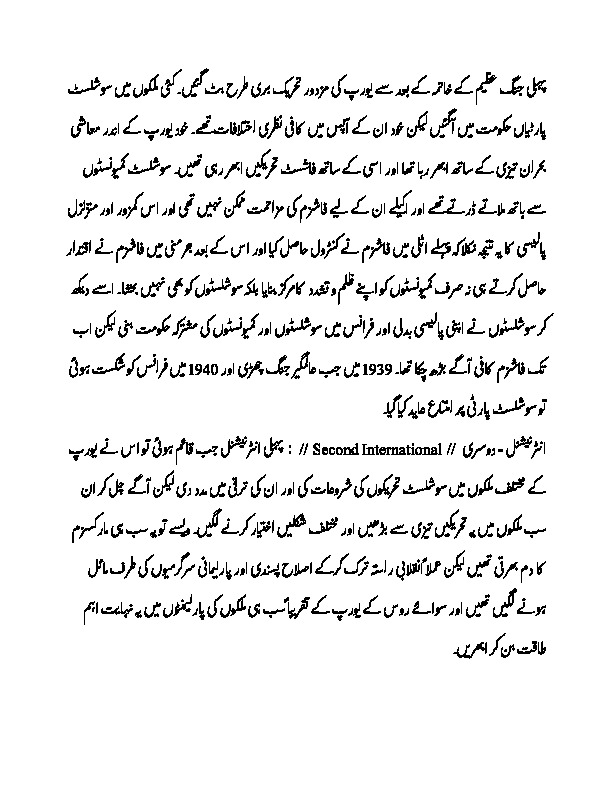 پہلی جنگ عظیم کے خاتمہ کے بعد سے یورپ کی مزدور تحریک بری طرح بٹ گئیں۔ کئی ملکوں میں سوشلسٹ
پارٹیاں حکومت میں آگئیں لیکن خود ان کے آپس میں کافی نظری اختلافات تھے۔ خود یورپ کے اندر معاشی
بحران تیزی کے ساتھ ابھر رہا تھا اور اسی کے ساتھ فاشسٹ تحریکیں ابھر رہی تھیں۔ سوشلسٹ کمیونسٹوں
سے ہاتھ ملاتے ڈرتے تھے اور اکیلے ان کے لیے فاشزم کی مزاحمت ممکن نہیں تھی اور اس کمزور اور متزلزل
پالیسی کا یہ نتیجہ نکلا کہ پہلے اٹلی میں فاشزم نے کنٹرول حاصل کیا اور اس کے بعد جرمنی میں فاشزم نے اقتدار
حاصل کرتے ہی نہ صرف کمیونسٹوں کو اپنے ظلم و تشدد کا مرکز بنایا بلکہ سوشلسٹوں کو بھی نہیں بخشا۔ اسے دیکھ
کر سوشلسٹوں نے اپنی پالیسی بدلی اور فرانس میں سوشلسٹوں اور کمیونسٹوں کی مشترکہ حکومت بنی لیکن اب
تک فاشزم کافی آگے بڑھ چکا تھا۔ 1939 میں جب عالمگیر جنگ چھڑی اور 1940 میں فرانس کو شکست ہوئی
تو سوشلسٹ پارٹی پر امتناع عاید کیا گیا۔
انٹرنیشنل - دوسری // Second International // : پہلی انٹرنیشنل جب قائم ہوئی تو اس نے یورپ
کے مختلف ملکوں میں سوشلسٹ تحریکوں کی شروعات کی اور ان کی ترقی میں مدد دی لیکن آگے چل کر ان
سب ملکوں میں یہ تحریکیں تیزی سے بڑھیں اور مختلف شکلیں اختیار کرنے لگیں۔ ویسے تو یہ سب ہی مارکسزم
کا دم بھرتی تھیں لیکن عملاً انقلابی راستہ ترک کرکے اصلاح پسندی اور پارلیمانی سرگرمیوں کی طرف مائل
ہونے لگیں تھیں اور سوائے روس کے یورپ کے تقریباً سب ہی ملکوں کی پارلیمنٹوں میں یہ نہایت اہم
طاقت بن کر ابھریں۔